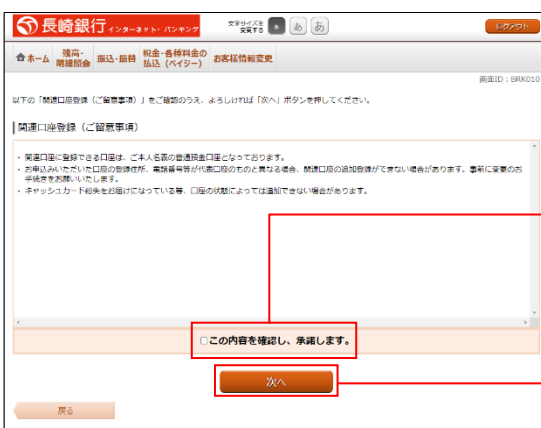 長崎銀行 インターネット・バンキング
文字サイズを
変更する
あ あ
ログアウト
ホーム
残高・
明細照会
振込・振替
税金・各種料金の
払込（ペイジー）
お客様情報変更
画面ID：BRK010
以下の「関連口座登録（ご留意事項）」をご確認のうえ、よろしければ「次へ」ボタンを押してください。
関連口座登録（ご留意事項）
・ 関連口座に登録できる口座は、ご本人名義の普通預金口座となっております。
・ お申込みいただいた口座の登録住所、電話番号等が代表口座のものと異なる場合、関連口座の追加登録ができない場合があります。事前に変更のお
手続きをお願いいたします。
・ キャッシュカード紛失をお届けになっている等、口座の状態によっては追加できない場合があります。
この内容を確認し、承諾します。
次へ
戻る